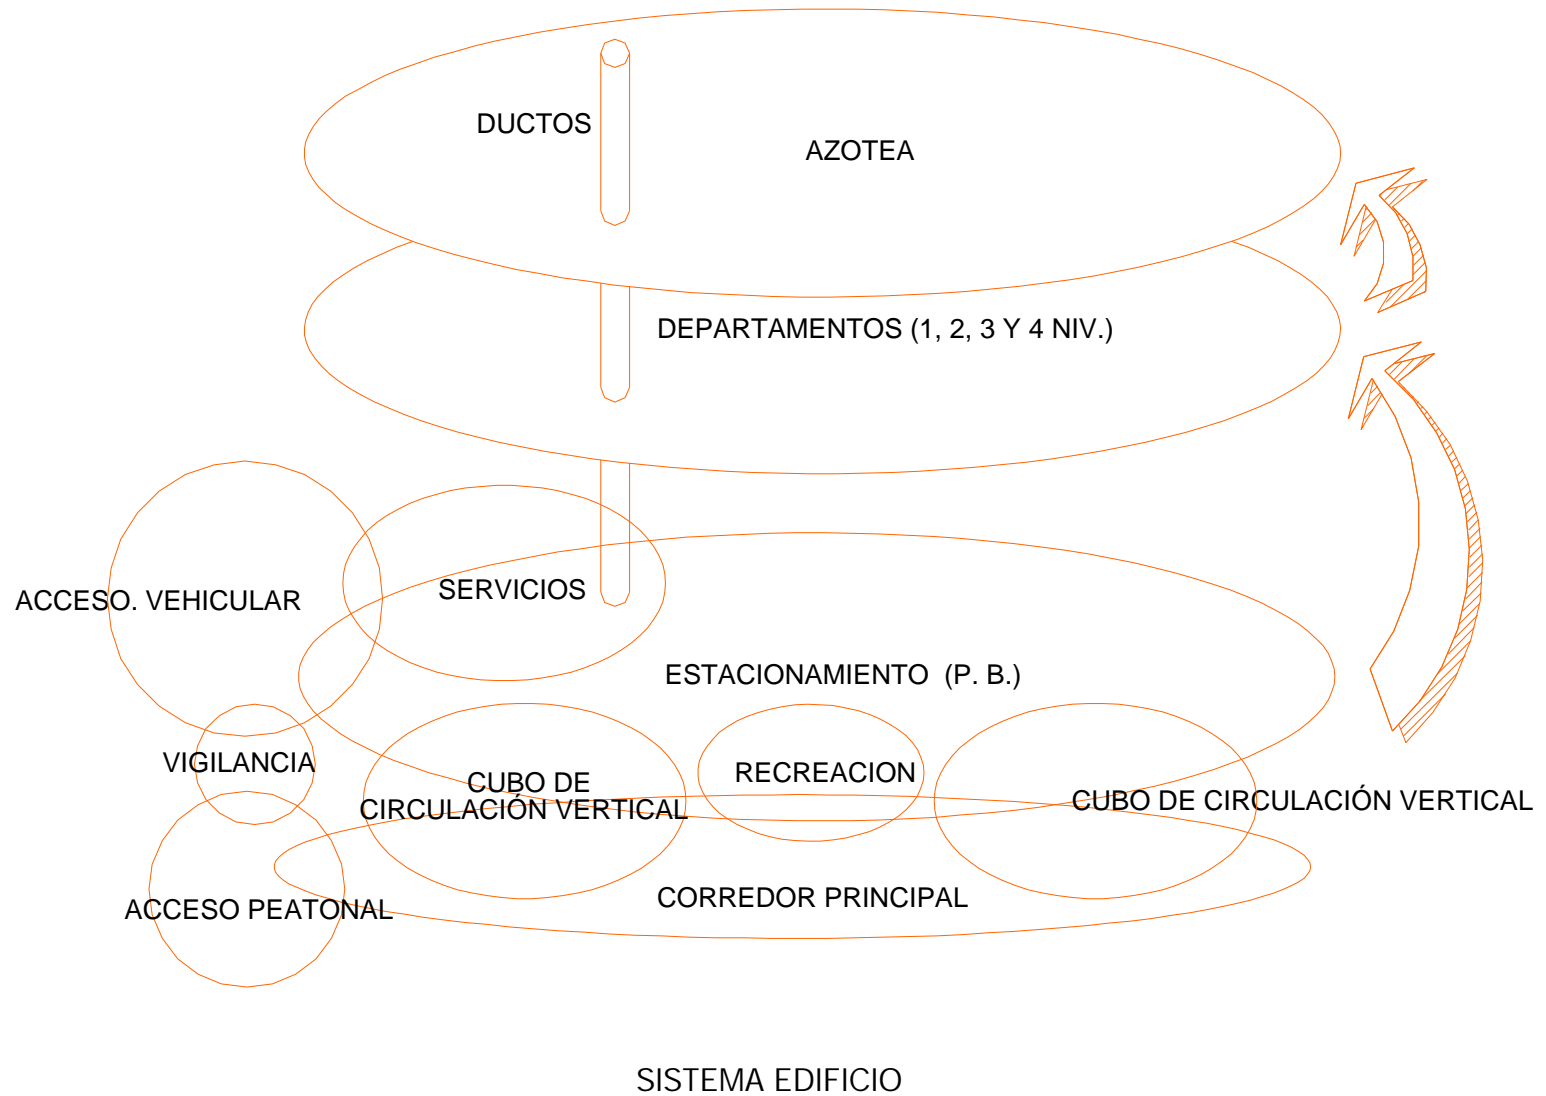 DUCTOS
AZOTEA
DEPARTAMENTOS (1, 2, 3 Y 4 NIV.)
ACCESO. VEHICULAR
SERVICIOS
ESTACIONAMIENTO (P. B.)
VIGILANCIA
CUBO DE
CIRCULACIÓN VERTICAL
RECREACION
CUBO DE CIRCULACIÓN VERTICAL
ACCESO PEATONAL
CORREDOR PRINCIPAL
SISTEMA EDIFICIO